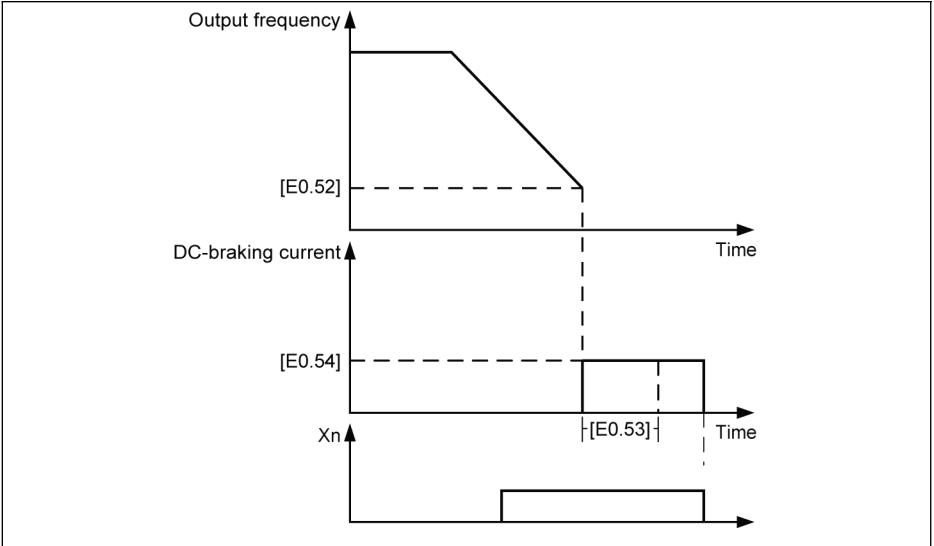 Output frequency
[E0.52]
Time
DC-braking current
[E0.54]
[E0.53]
Time
Xn